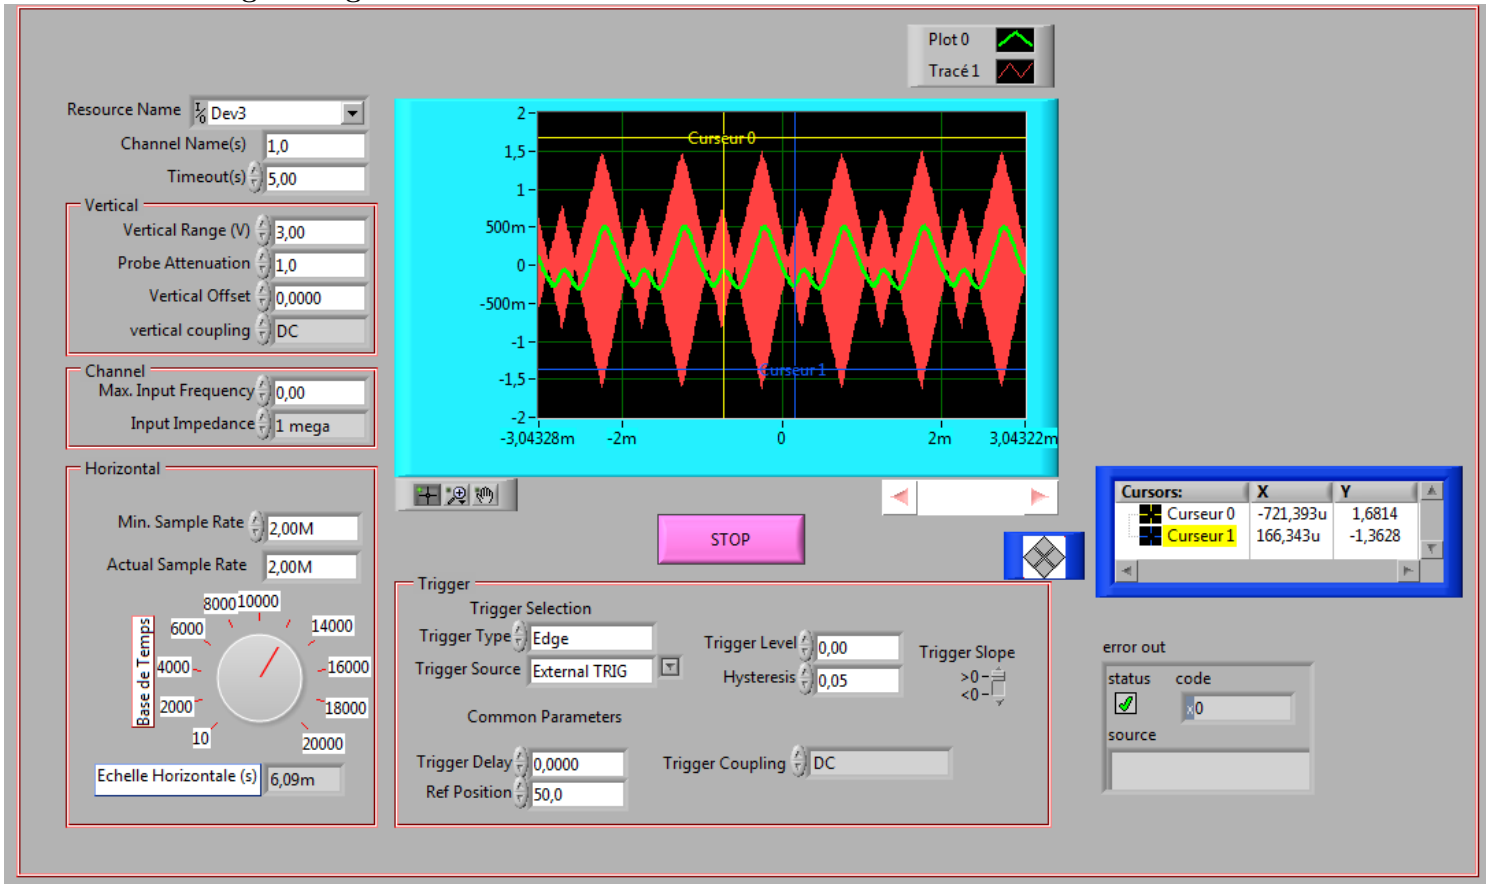 Plot 0
Tracé 1
Resource Name Dev3
Channel Name(s) 1,0
Timeout(s) 5,00
Vertical
Vertical Range (V) 3,00
Probe Attenuation 1,0
Vertical Offset 0,0000
vertical coupling DC
Channel
Max. Input Frequency 0,00
Input Impedance 1 mega
Horizontal
Min. Sample Rate 2,00M
Actual Sample Rate 2,00M
Base de Temps
10
2000
4000
6000
8000
10000
14000
16000
18000
20000
Echelle Horizontale (s) 6,09m
2
1,5
1
500m
0
-500m
-1
-1,5
-2
Curseur 0
Curseur 1
-3,04328m -2m 0 2m 3,04322m
STOP
Cursors: X Y
Curseur 0 -721,393u 1,6814
Curseur 1 166,343u -1,3628
Trigger
Trigger Selection
Trigger Type Edge
Trigger Source External TRIG
Trigger Level 0,00
Hysteresis 0,05
Trigger Slope
>0
<0
Common Parameters
Trigger Delay 0,0000
Ref Position 50,0
Trigger Coupling DC
error out
status code
x0
source